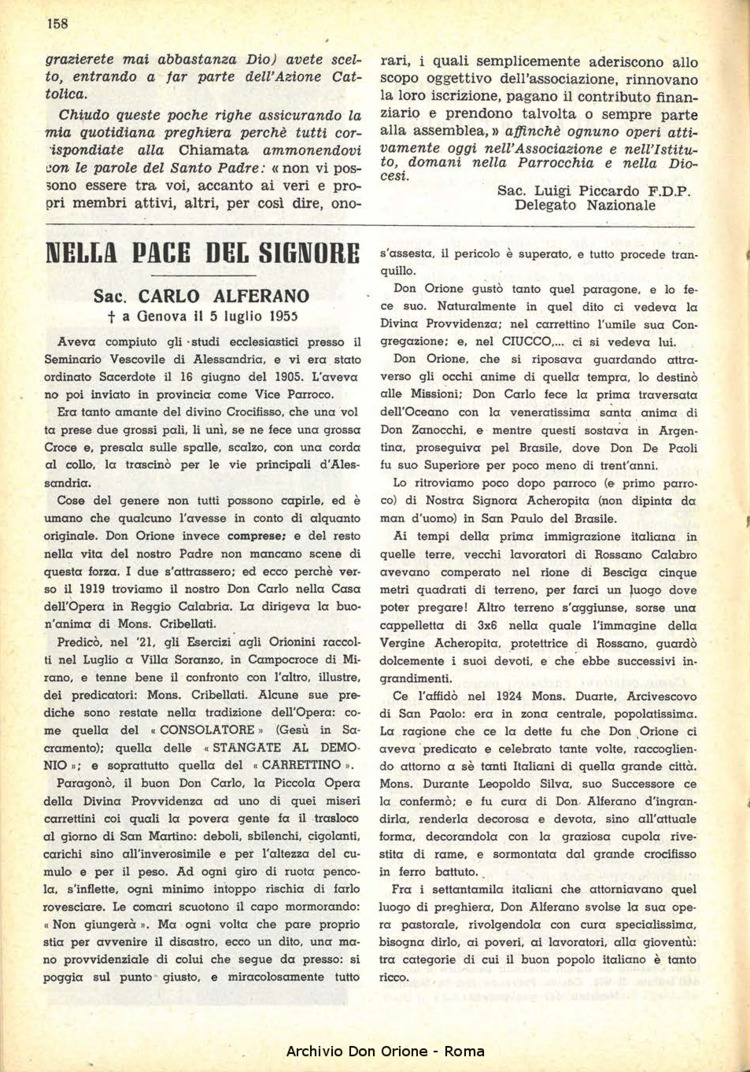 158
grazierete mai abbastanza Dio) avete scel-
to, entrando a far parte dell'Azione Cat-
tolica.
Chiudo queste poche righe assicurando la
mia quotidiana preghiera perchè tutti cor-
ispondiate alla Chiamata ammonendovi
con le parole del Santo Padre: « non vi pos-
sono essere tra voi, accanto ai veri e pro-
pri membri attivi, altri, per così dire, ono-
rari, i quali semplicemente aderiscono allo
scopo oggettivo dell'associazione, rinnovano
la loro iscrizione, pagano il contributo finan-
ziario e prendono talvolta o sempre parte
alla assemblea, » affinchè ognuno operi atti-
vamente oggi nell'Associazione e nell'Istitu-
to, domani nella Parrocchia e nella Dio-
cesi.
Sac. Luigi Piccardo F.D.P.
Delegato Nazionale
NELLA PACE DEL SIGNORE
Sac. CARLO ALFERANO
† a Genova il 5 luglio 1955
Aveva compiuto gli studi ecclesiastici presso il
Seminario Vescovile di Alessandria, e vi era stato
ordinato Sacerdote il 16 giugno del 1905. L'aveva
no poi inviato in provincia come Vice Parroco.
Era tanto amante del divino Crocifisso, che una vol
ta prese due grossi pali, li unì, se ne fece una grossa
Croce e, presala sulle spalle, scalzo, con una corda
al collo, la trascinò per le vie principali d'Ales-
sandria.
Cose del genere non tutti possono capirle, ed è
umano che qualcuno l'avesse in conto di alquanto
originale. Don Orione invece comprese; e del resto
nella vita del nostro Padre non mancano scene di
questa forza. I due s'attrassero; ed ecco perchè ver-
so il 1919 troviamo il nostro Don Carlo nella Casa
dell'Opera in Reggio Calabria. La dirigeva la buo-
n'anima di Mons. Cribellati.
Predicò, nel '21, gli Esercizi agli Orionini raccol-
ti nel Luglio a Villa Soranzo, in Campocroce di Mi-
rano, e tenne bene il confronto con l'altro, illustre,
dei predicatori: Mons. Cribellati. Alcune sue pre-
diche sono restate nella tradizione dell'Opera: co-
me quella del « CONSOLATORE » (Gesù in Sa-
cramento); quella delle « STANGATE AL DEMO-
NIO »; e soprattutto quella del « CARRETTINO ».
Paragonò, il buon Don Carlo, la Piccola Opera
della Divina Provvidenza ad uno di quei miseri
carrettini coi quali la povera gente fa il trasloco
al giorno di San Martino: deboli, sbilenchi, cigolanti,
carichi sino all'inverosimile e per l'altezza del cu-
mulo e per il peso. Ad ogni giro di ruota penco-
la, s'inflette, ogni minimo intoppo rischia di farlo
rovesciare. Le comari scuotono il capo mormorando:
« Non giungerà ». Ma ogni volta che pare proprio
stia per avvenire il disastro, ecco un dito, una ma-
no provvidenziale di colui che segue da presso: si
poggia sul punto giusto, e miracolosamente tutto
s'assesta, il pericolo è superato, e tutto procede tran-
quillo.
Don Orione gustò tanto quel paragone, e lo fe-
ce suo. Naturalmente in quel dito ci vedeva la
Divina Provvidenza; nel carrettino l'umile sua Con-
gregazione; e, nel CIUCCO,... ci si vedeva lui.
Don Orione, che si riposava guardando attra-
verso gli occhi anime di quella tempra, lo destinò
alle Missioni; Don Carlo fece la prima traversata
dell'Oceano con la veneratissima santa anima di
Don Zanocchi, e mentre questi sostava in Argen-
tina, proseguiva pel Brasile, dove Don De Paoli
fu suo Superiore per poco meno di trent'anni.
Lo ritroviamo poco dopo parroco (e primo parro-
co) di Nostra Signora Acheropita (non dipinta da
man d'uomo) in San Paulo del Brasile.
Ai tempi della prima immigrazione italiana in
quelle terre, vecchi lavoratori di Rossano Calabro
avevano comperato nel rione di Besciga cinque
metri quadrati di terreno, per farci un luogo dove
poter pregare! Altro terreno s'aggiunse, sorse una
cappelletta di 3x6 nella quale l'immagine della
Vergine Acheropita, protettrice di Rossano, guardò
dolcemente i suoi devoti, e che ebbe successivi in-
grandimenti.
Ce l'affidò nel 1924 Mons. Duarte, Arcivescovo
di San Paolo: era in zona centrale, popolatissima.
La ragione che ce la dette fu che Don Orione ci
aveva predicato e celebrato tante volte, raccoglien-
do attorno a sè tanti Italiani di quella grande città.
Mons. Durante Leopoldo Silva, suo Successore ce
la confermò; e fu cura di Don Alferano d'ingran-
dirla, renderla decorosa e devota, sino all'attuale
forma, decorandola con la graziosa cupola rive-
stita di rame, e sormontata dal grande crocifisso
in ferro battuto.
Fra i settantamila italiani che attorniavano quel
luogo di preghiera, Don Alferano svolse la sua ope-
ra pastorale, rivolgendola con cura specialissima,
bisogna dirlo, ai poveri, ai lavoratori, alla gioventù:
tra categorie di cui il buon popolo italiano è tanto
ricco.
Archivio Don Orione - Roma